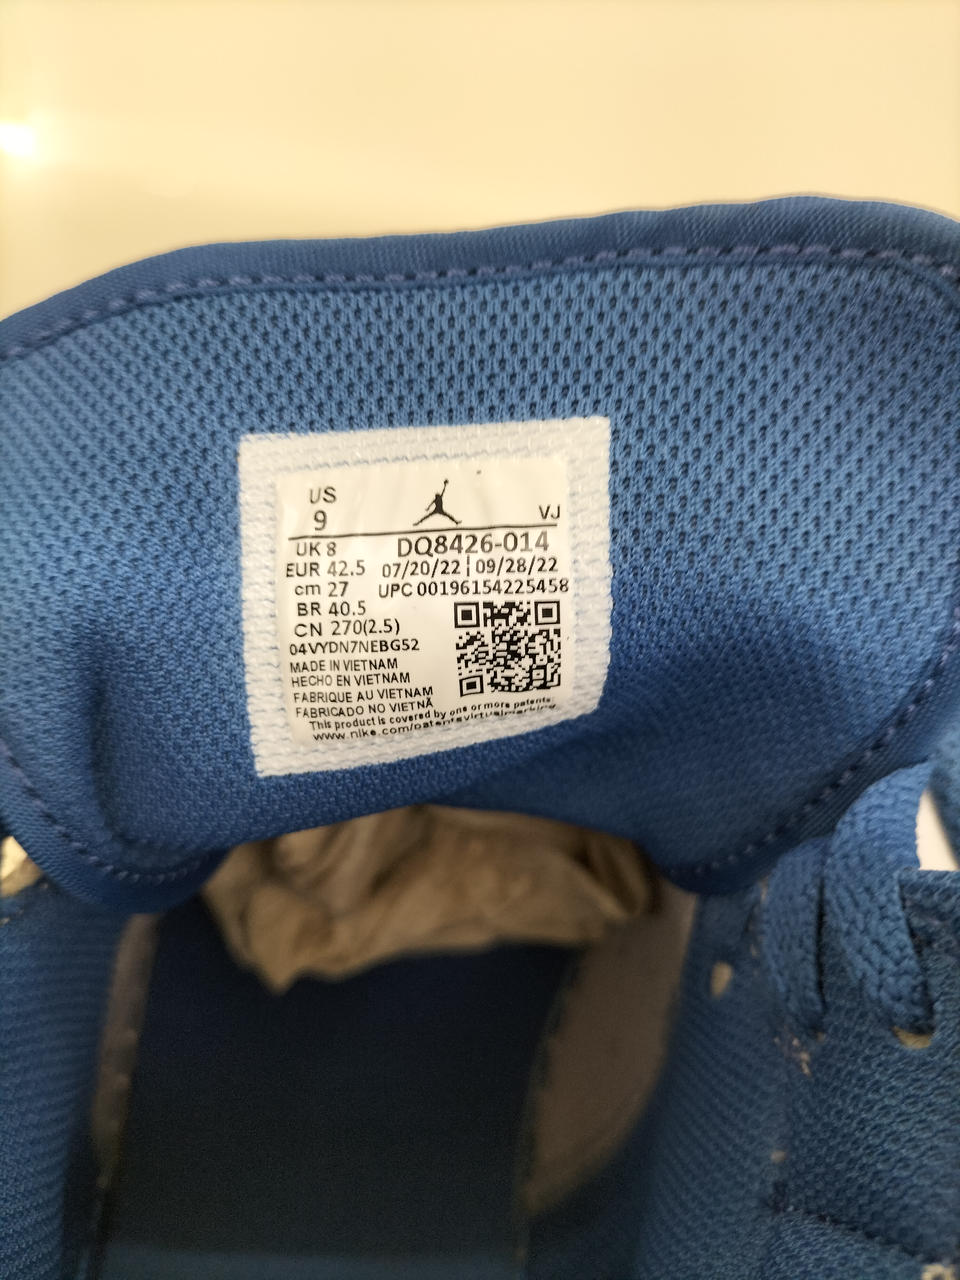 US
9
VJ
UK 8
DQ8426-014
EUR 42.5
07/20/22 | 09/28/22
cm 27
UPC 00196154225458
BR 40.5
CN 270(2.5)
04VYDN7NEBG52
MADE IN VIETNAM
HECHO EN VIETNAM
FABRIQUE AU VIETNAM
FABRICADO NO VIETNÃ
This product is covered by one or more patents.
www.nike.com/patentsvirtualmarking